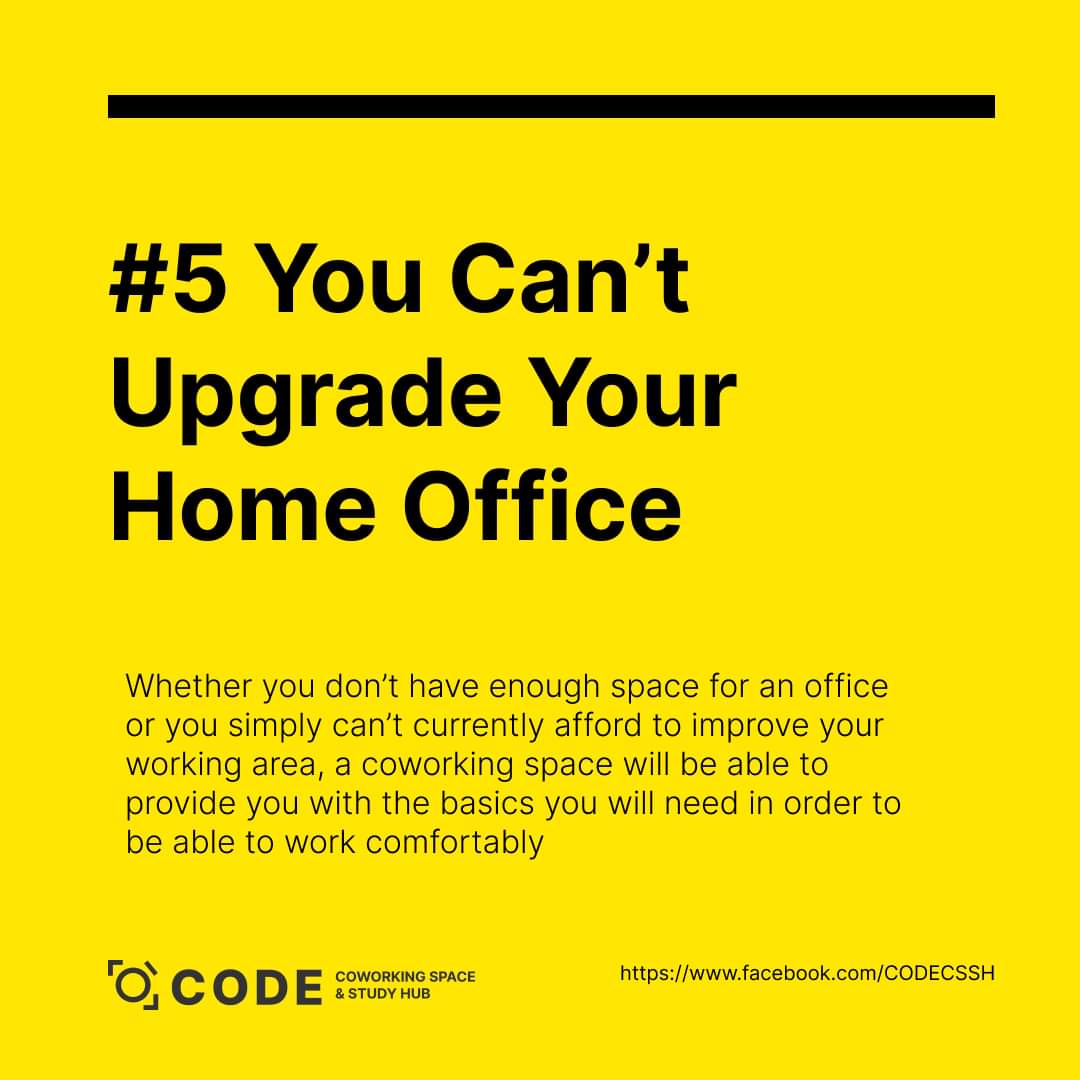 #5 You Can’t
Upgrade Your
Home Office
Whether you don’t have enough space for an office
or you simply can’t currently afford to improve your
working area, a coworking space will be able to
provide you with the basics you will need in order to
be able to work comfortably
CODE
COWORKING SPACE
& STUDY HUB
https://www.facebook.com/CODECSSH